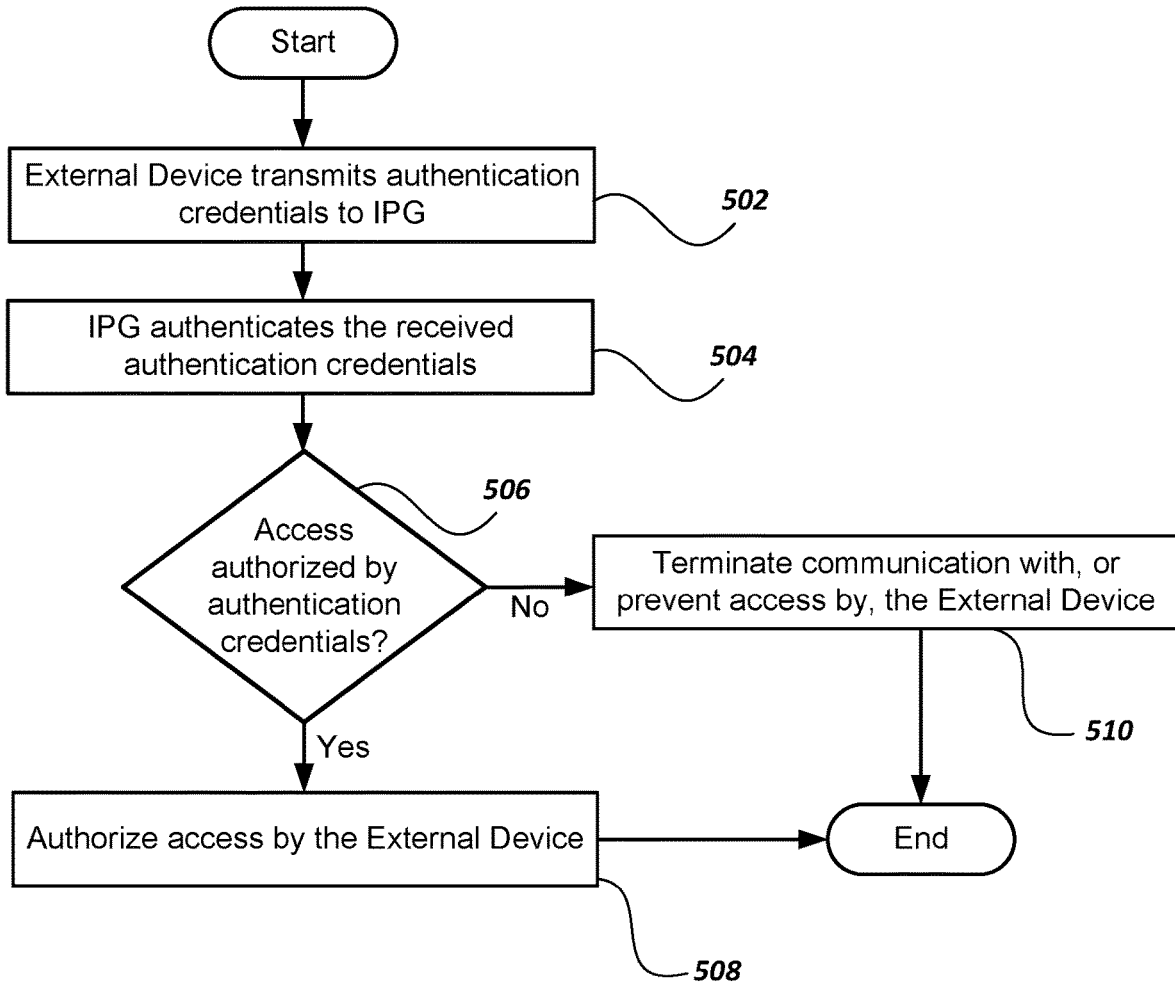 Start
External Device transmits authentication
credentials to IPG
502
IPG authenticates the received
authentication credentials
504
506
Access
authorized by
authentication
credentials?
No
Terminate communication with, or
prevent access by, the External Device
510
Yes
Authorize access by the External Device
End
508